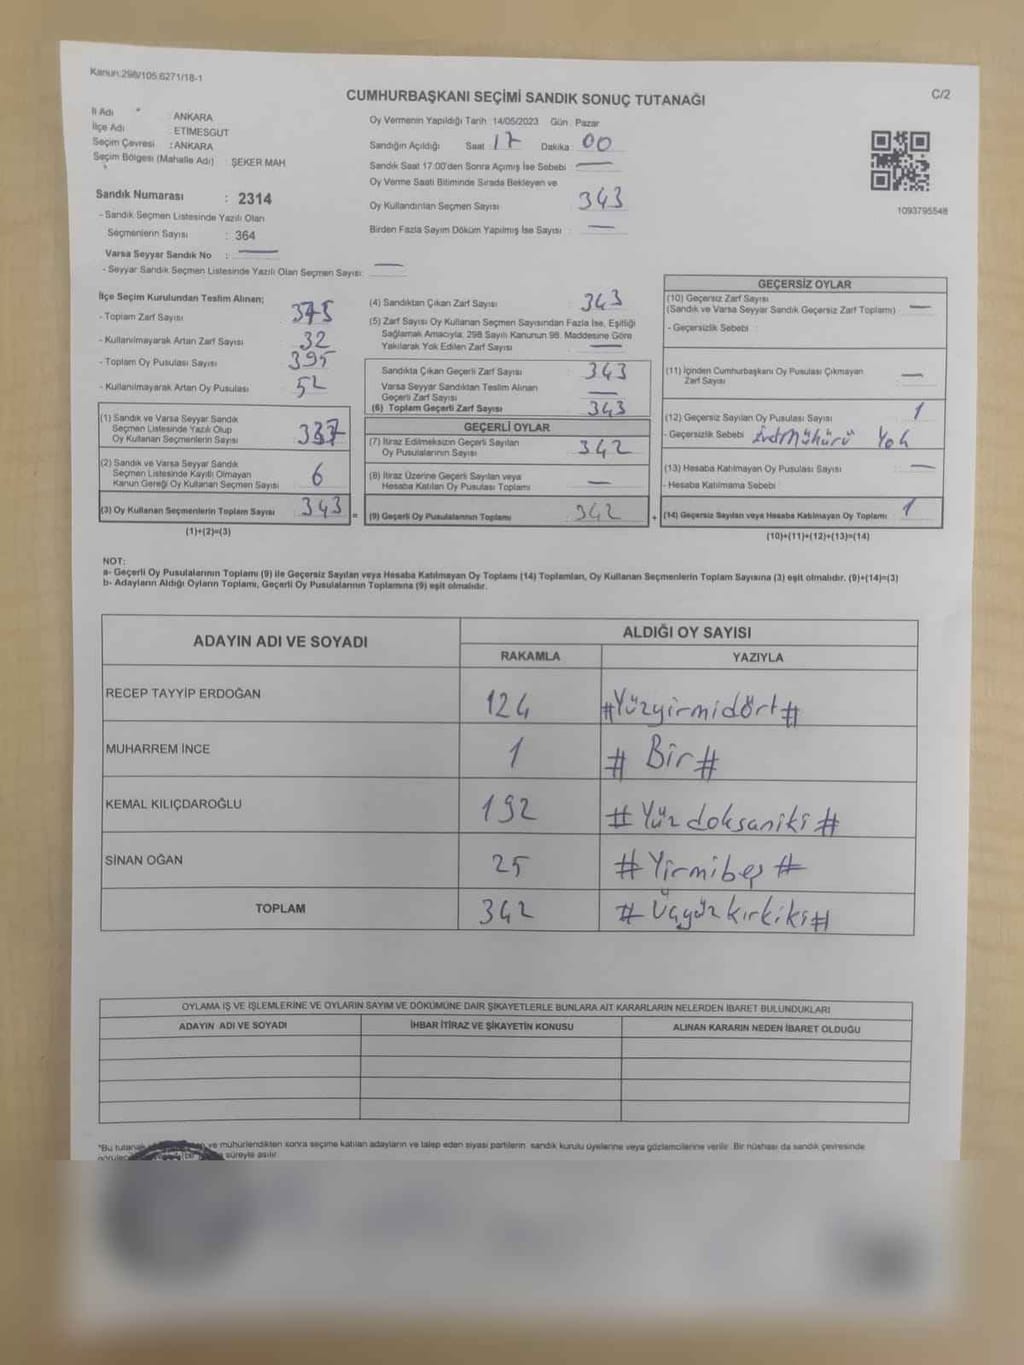 Kanun:298/105.6271/18-1
C/2
CUMHURBAŞKANI SEÇİMİ SANDIK SONUÇ TUTANAĞI
İl Adı : ANKARA
İlçe Adı : ETİMESGUT
Seçim Çevresi : ANKARA
Seçim Bölgesi (Mahalle Adı) : ŞEKER MAH
Oy Vermenin Yapıldığı Tarih : 14/05/2023 Gün : Pazar
Sandığın Açıldığı Saat : 17 Dakika : 00
Sandık Saat 17:00'den Sonra Açımış İse Sebebi —
Oy Verme Saati Bitiminde Sırada Bekleyen ve
Oy Kullandırılan Seçmen Sayısı 343
Birden Fazla Sayım Döküm Yapılmış İse Sayısı : —
1093795548
Sandık Numarası : 2314
- Sandık Seçmen Listesinde Yazılı Olan
Seçmenlerin Sayısı : 364
Varsa Seyyar Sandık No : —
- Seyyar Sandık Seçmen Listesinde Yazılı Olan Seçmen Sayısı: —
İlçe Seçim Kurulundan Teslim Alınan;
- Toplam Zarf Sayısı 375
- Kullanılmayarak Artan Zarf Sayısı 32
- Toplam Oy Pusulası Sayısı 395
- Kullanılmayarak Artan Oy Pusulası 52
(1) Sandık ve Varsa Seyyar Sandık
Seçmen Listesinde Yazılı Olup
Oy Kullanan Seçmenlerin Sayısı 337
(2) Sandık ve Varsa Seyyar Sandık
Seçmen Listesinde Kayıtlı Olmayan
Kanun Gereği Oy Kullanan Seçmen Sayısı 6
(3) Oy Kullanan Seçmenlerin Toplam Sayısı 343 =
(1)+(2)=(3)
(4) Sandıktan Çıkan Zarf Sayısı 343
(5) Zarf Sayısı Oy Kullanan Seçmen Sayısından Fazla İse, Eşitliği
Sağlamak Amacıyla; 298 Sayılı Kanunun 98. Maddesine Göre
Yakılarak Yok Edilen Zarf Sayısı —
Sandıkta Çıkan Geçerli Zarf Sayısı 343
Varsa Seyyar Sandıktan Teslim Alınan
Geçerli Zarf Sayısı —
(6) Toplam Geçerli Zarf Sayısı 343
GEÇERLİ OYLAR
(7) İtiraz Edilmeksizin Geçerli Sayılan
Oy Pusulalarının Sayısı 342
(8) İtiraz Üzerine Geçerli Sayılan veya
Hesaba Katılan Oy Pusulası Toplamı —
(9) Geçerli Oy Pusulalarının Toplamı 342 +
GEÇERSİZ OYLAR
(10) Geçersiz Zarf Sayısı
(Sandık ve Varsa Seyyar Sandık Geçersiz Zarf Toplamı) —
- Geçersizlik Sebebi :
(11) İçinden Cumhurbaşkanı Oy Pusulası Çıkmayan
Zarf Sayısı —
(12) Geçersiz Sayılan Oy Pusulası Sayısı 1
- Geçersizlik Sebebi Yok
(13) Hesaba Katılmayan Oy Pusulası Sayısı —
- Hesaba Katılmama Sebebi :
(14) Geçersiz Sayılan veya Hesaba Katılmayan Oy Toplamı 1
(10)+(11)+(12)+(13)=(14)
NOT:
a- Geçerli Oy Pusulalarının Toplamı (9) ile Geçersiz Sayılan veya Hesaba Katılmayan Oy Toplamı (14) Toplamları, Oy Kullanan Seçmenlerin Toplam Sayısına (3) eşit olmalıdır. (9)+(14)=(3)
b- Adayların Aldığı Oyların Toplamı, Geçerli Oy Pusulalarının Toplamına (9) eşit olmalıdır.
ADAYIN ADI VE SOYADI
ALDIĞI OY SAYISI
RAKAMLA YAZIYLA
RECEP TAYYİP ERDOĞAN 124 #Yüzyirmidört#
MUHARREM İNCE 1 # Bir #
KEMAL KILIÇDAROĞLU 192 # Yüzdoksaniki #
SİNAN OĞAN 25 # Yirmibeş #
TOPLAM 342 # Üçyüzkırkiki #
OYLAMA İŞ VE İŞLEMLERİNE VE OYLARIN SAYIM VE DÖKÜMÜNE DAİR ŞİKAYETLERLE BUNLARA AİT KARARLARIN NELERDEN İBARET BULUNDUKLARI
ADAYIN ADI VE SOYADI İHBAR İTİRAZ VE ŞİKAYETİN KONUSU ALINAN KARARIN NEDEN İBARET OLDUĞU
"Bu tutanak ve mühürlendikten sonra seçime katılan adayların ve talep eden siyasi partilerin sandık kurulu üyelerine veya gözlemcilerine verilir. Bir nüshası da sandık çevresinde
süreyle asılır.